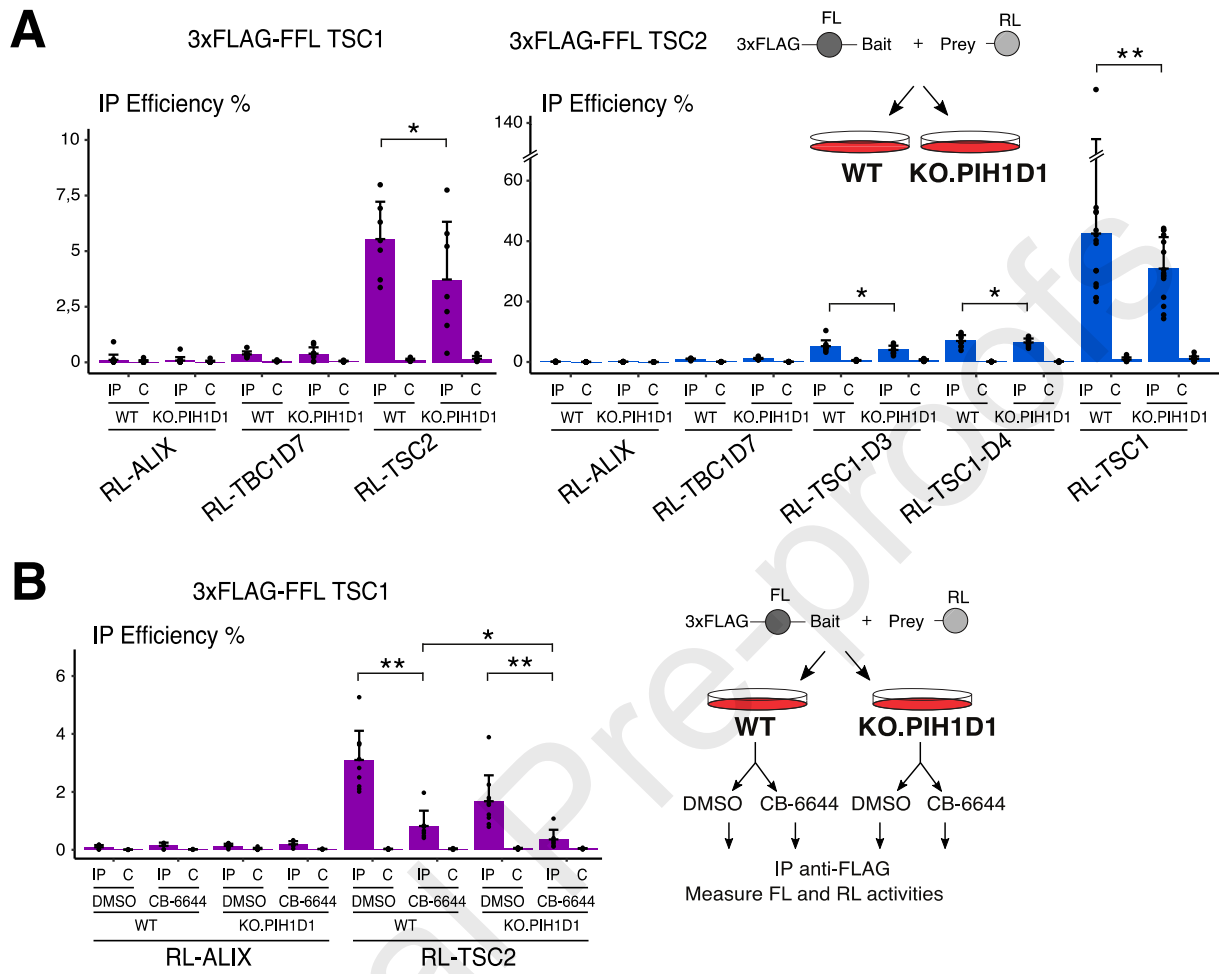 A
3xFLAG-FFL TSC1
3xFLAG-FFL TSC2
FL
RL
3xFLAG
Bait
+
Prey
WT
KO.PIH1D1
**
IP Efficiency %
10
7,5
5
2,5
0
*
IP C IP C IP C IP C IP C IP C
WT KO.PIH1D1 WT KO.PIH1D1 WT KO.PIH1D1
RL-ALIX
RL-TBC1D7
RL-TSC2
IP Efficiency %
140
60
40
20
0
* *
IP C IP C IP C IP C IP C IP C IP C IP C IP C IP C
WT KO.PIH1D1 WT KO.PIH1D1 WT KO.PIH1D1 WT KO.PIH1D1 WT KO.PIH1D1
RL-ALIX
RL-TBC1D7
RL-TSC1-D3
RL-TSC1-D4
RL-TSC1
B
3xFLAG-FFL TSC1
IP Efficiency %
6
4
2
0
*
** **
IP C IP C IP C IP C IP C IP C IP C IP C
DMSO CB-6644 DMSO CB-6644 DMSO CB-6644 DMSO CB-6644
WT KO.PIH1D1 WT KO.PIH1D1
RL-ALIX RL-TSC2
FL
RL
3xFLAG
Bait
+
Prey
WT
KO.PIH1D1
DMSO CB-6644 DMSO CB-6644
IP anti-FLAG
Measure FL and RL activities
al Pre-proofs